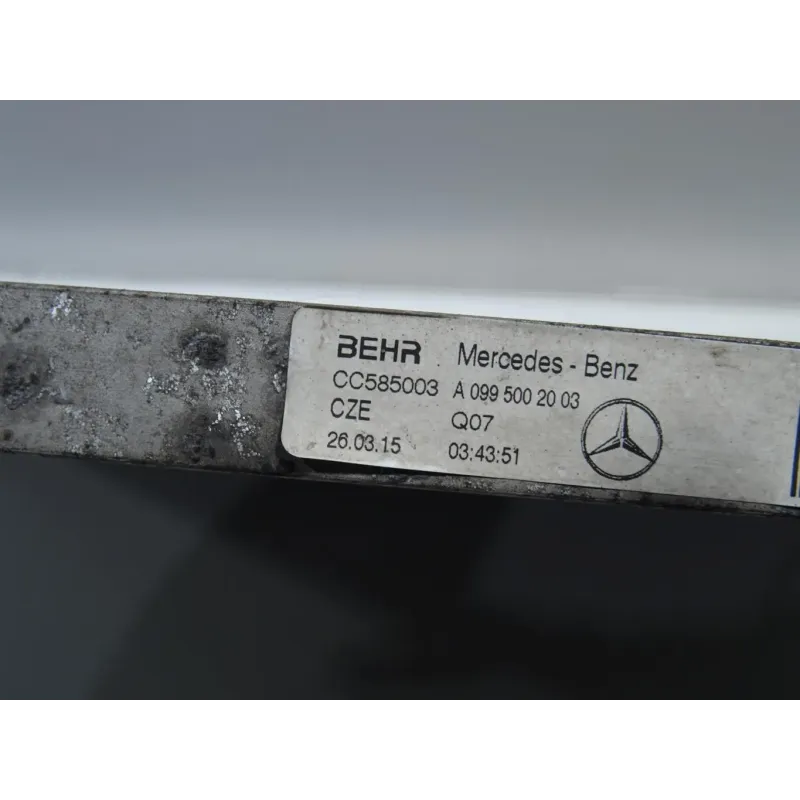 BEHR Mercedes - Benz
CC585003 A 099 500 20 03
CZE Q07
26.03.15 03:43:51